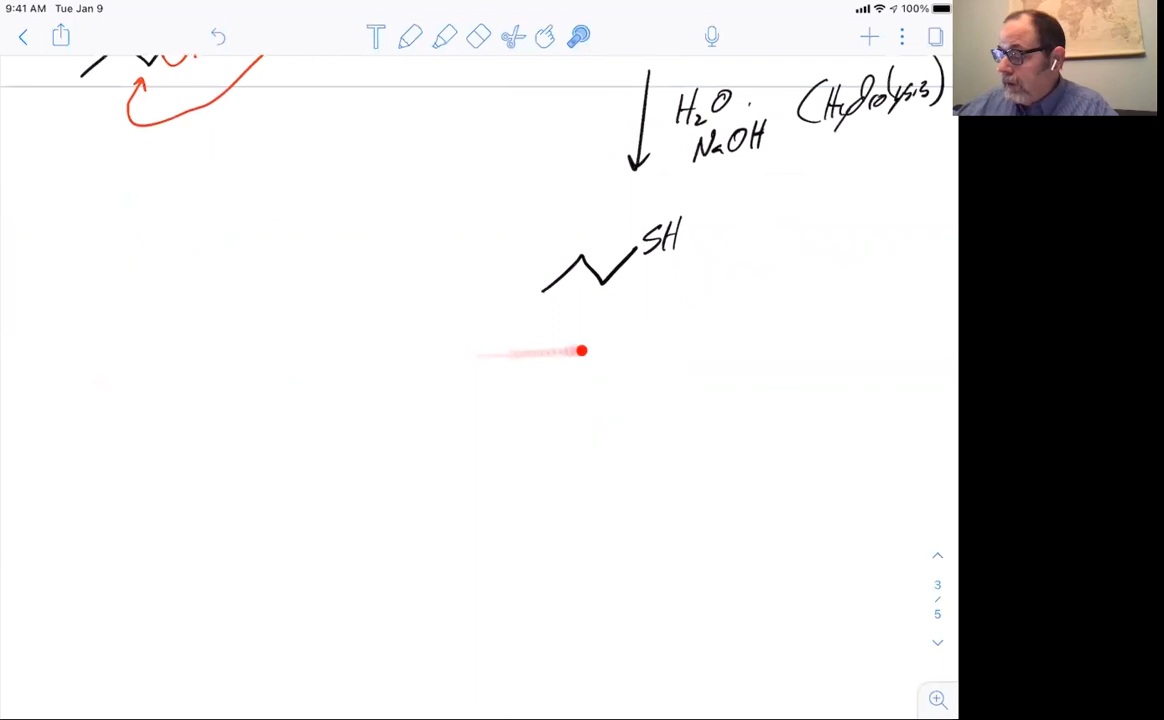 9:41 AM Tue Jan 9
100%
T
H₂O
(Hydrolysis)
NaOH
SH
3
/
5